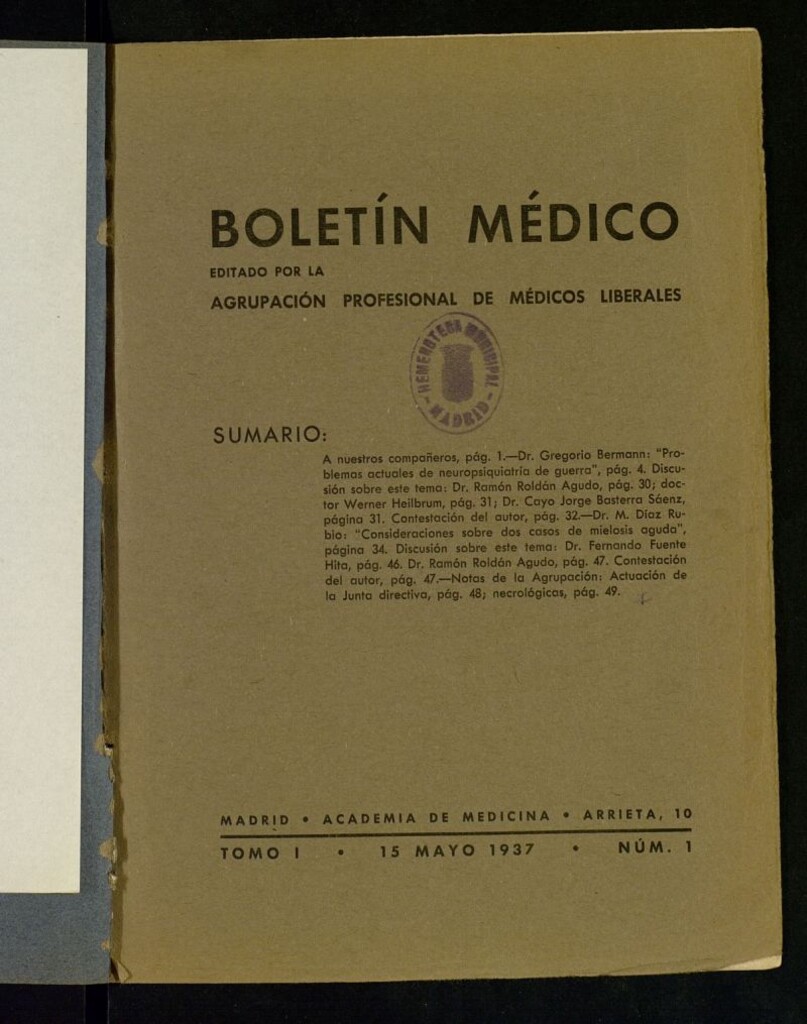 BOLETÍN MÉDICO
EDITADO POR LA
AGRUPACIÓN PROFESIONAL DE MÉDICOS LIBERALES
HEMEROTECA MUNICIPAL
MADRID
SUMARIO:
A nuestros compañeros, pág. 1.—Dr. Gregorio Bermann: "Pro-
blemas actuales de neuropsiquiatría de guerra", pág. 4. Discu-
sión sobre este tema: Dr. Ramón Roldán Agudo, pág. 30; doc-
tor Werner Heilbrum, pág. 31; Dr. Cayo Jorge Basterra Sáenz,
página 31. Contestación del autor, pág. 32.—Dr. M. Díaz Ru-
bio: "Consideraciones sobre dos casos de mielosis aguda",
página 34. Discusión sobre este tema: Dr. Fernando Fuente
Hita, pág. 46. Dr. Ramón Roldán Agudo, pág. 47. Contestación
del autor, pág. 47.—Notas de la Agrupación: Actuación de
la Junta directiva, pág. 48; necrológicas, pág. 49.
MADRID • ACADEMIA DE MEDICINA • ARRIETA, 10
TOMO I • 15 MAYO 1937 • NÚM. 1